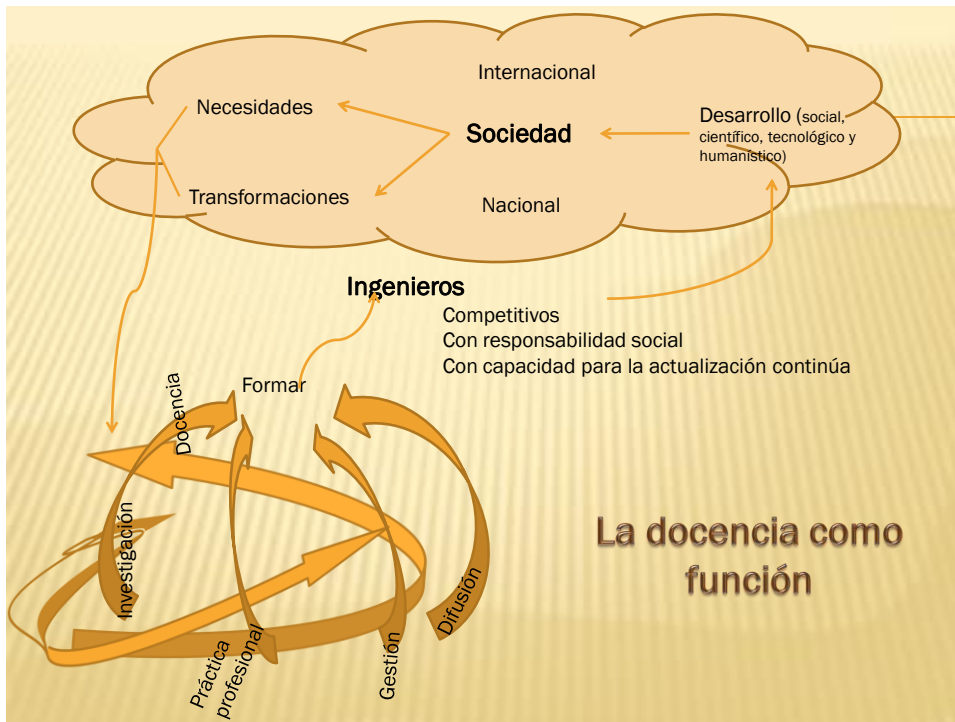 Internacional
Necesidades
Sociedad
Desarrollo (social,
científico, tecnológico y
humanístico)
Transformaciones
Nacional
Ingenieros
Competitivos
Con responsabilidad social
Con capacidad para la actualización continúa
Formar
Docencia
Investigación
Práctica
profesional
Gestión
Difusión
La docencia como
función